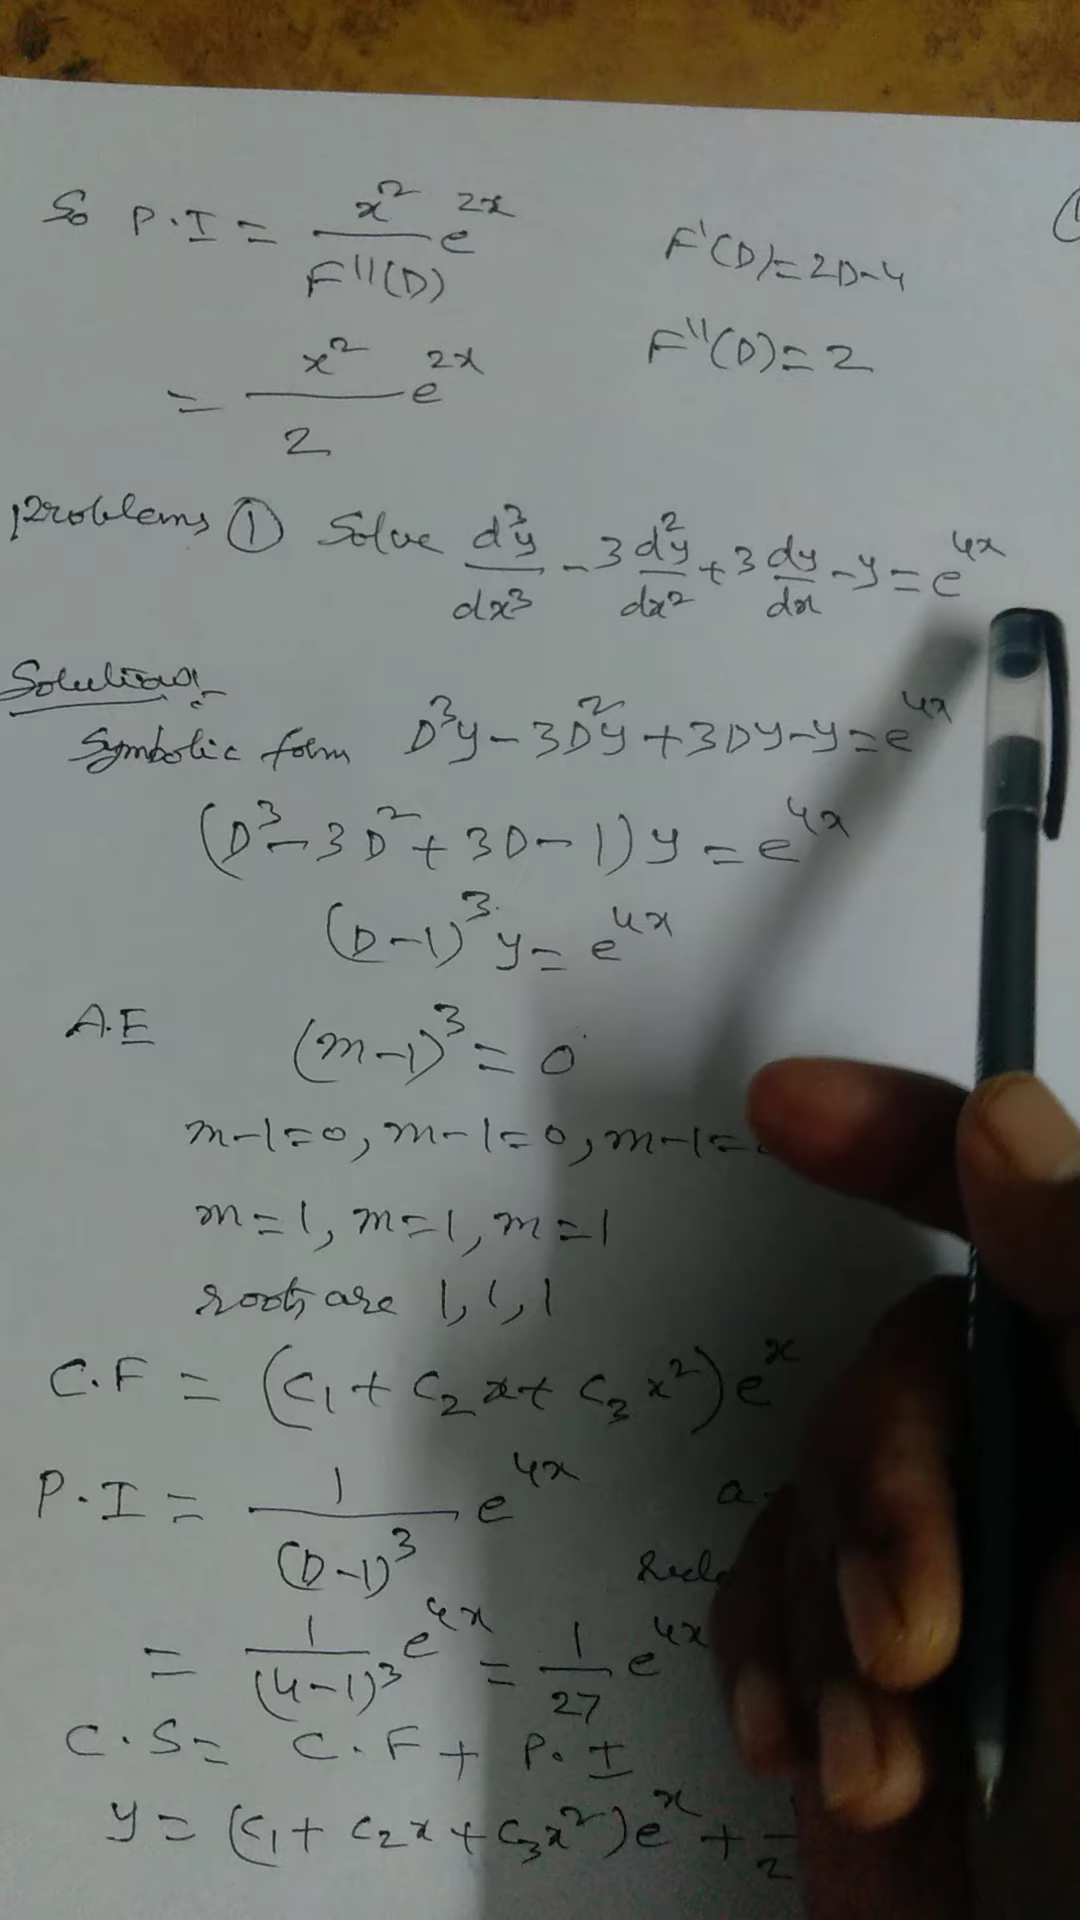 So P.I = x² / F''(D) e^2x    F'(D) = 2D-4
= x² / 2 e^2x    F''(D) = 2
Problems ① Solve d³y/dx³ - 3 d²y/dx² + 3 dy/dx - y = e^4x
Solution:-
Symbolic form D³y - 3D²y + 3Dy - y = e^4x
(D³ - 3D² + 3D - 1) y = e^4x
(D-1)³ y = e^4x
A.E (m-1)³ = 0
m-1=0, m-1=0, m-1=
m=1, m=1, m=1
roots are 1, 1, 1
C.F = (C₁ + C₂x + C₃x²) e^x
P.I = 1 / (D-1)³ e^4x    a
= 1 / (4-1)³ e^4x = 1/27 e^4x
C.S = C.F + P.I
y = (C₁ + C₂x + C₃x²) e^x +